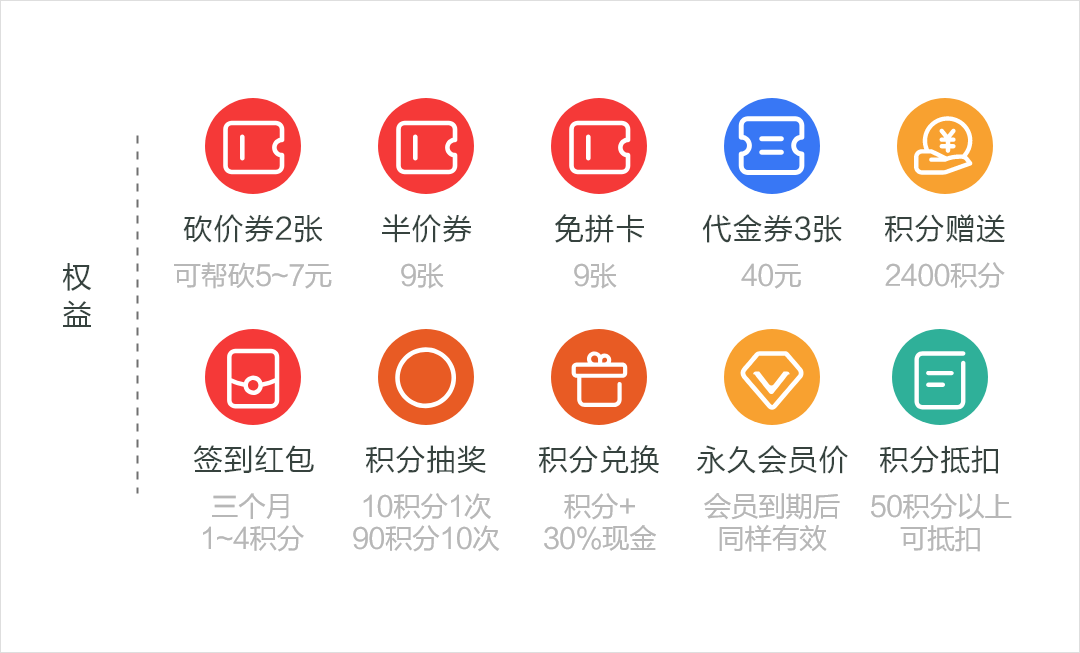 权
益
砍价券2张
半价券
免拼卡
代金券3张
积分赠送
可帮砍5~7元
9张
9张
40元
2400积分
签到红包
积分抽奖
积分兑换
永久会员价
积分抵扣
三个月
1~4积分
10积分1次
90积分10次
积分+
30%现金
会员到期后
同样有效
50积分以上
可抵扣